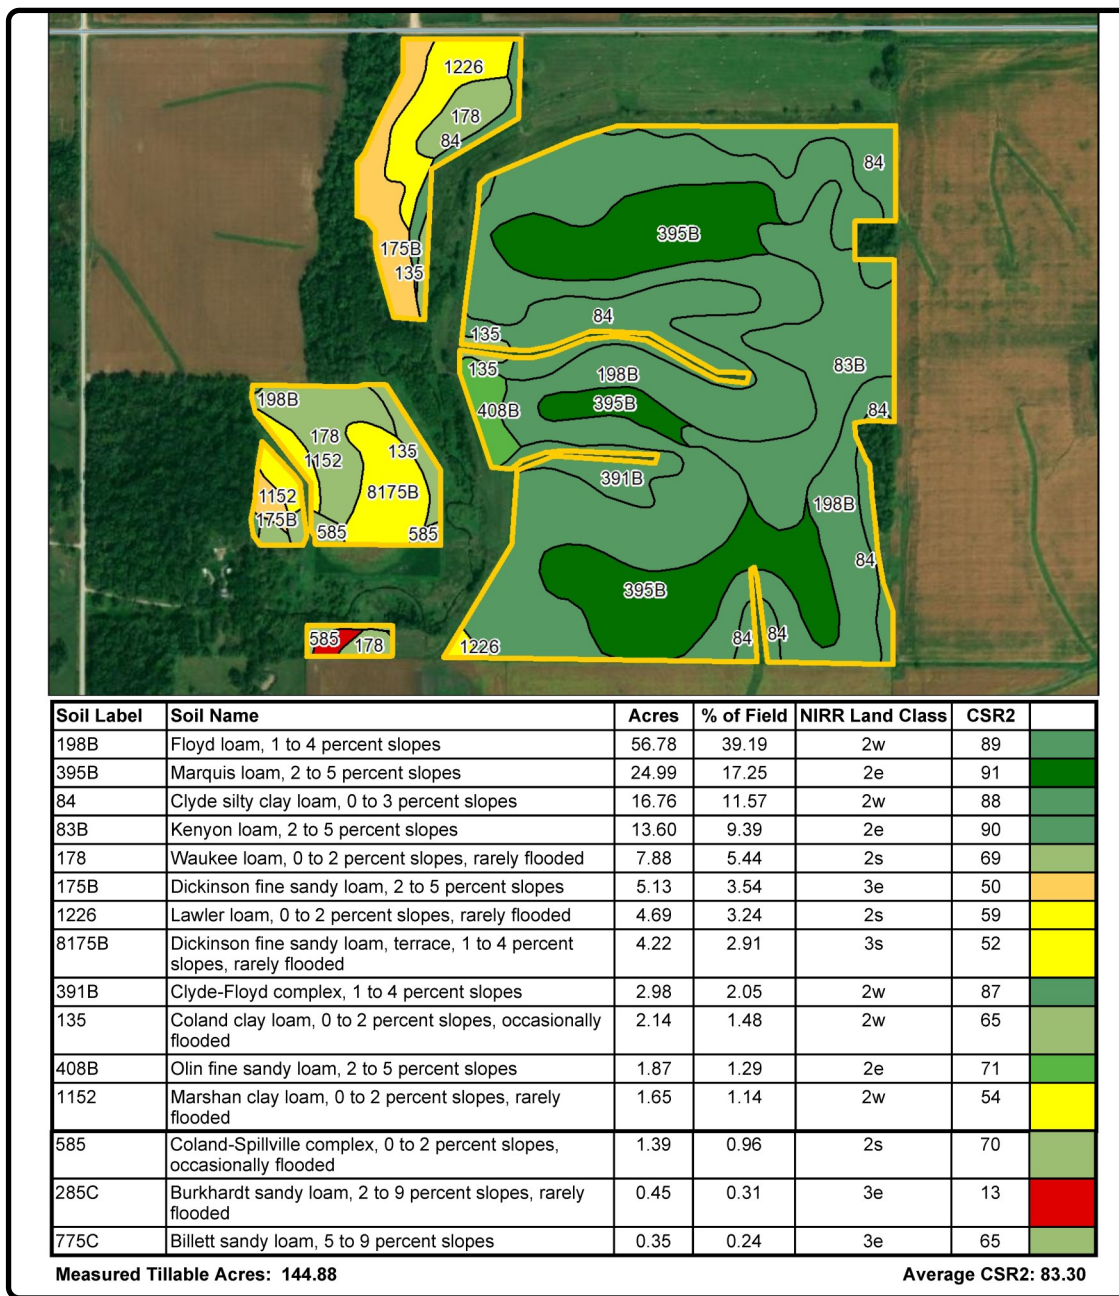 1226
178
84
84
395B
175B
135
84
135
135
198B
83B
198B
395B
408B
84
178
1152
135
391B
8175B
1152
175B
198B
585
585
84
395B
585
178
84
84
1226
Soil Label Soil Name Acres % of Field NIRR Land Class CSR2
198B Floyd loam, 1 to 4 percent slopes 56.78 39.19 2w 89
395B Marquis loam, 2 to 5 percent slopes 24.99 17.25 2e 91
84 Clyde silty clay loam, 0 to 3 percent slopes 16.76 11.57 2w 88
83B Kenyon loam, 2 to 5 percent slopes 13.60 9.39 2e 90
178 Waukee loam, 0 to 2 percent slopes, rarely flooded 7.88 5.44 2s 69
175B Dickinson fine sandy loam, 2 to 5 percent slopes 5.13 3.54 3e 50
1226 Lawler loam, 0 to 2 percent slopes, rarely flooded 4.69 3.24 2s 59
8175B Dickinson fine sandy loam, terrace, 1 to 4 percent 4.22 2.91 3s 52
slopes, rarely flooded
391B Clyde-Floyd complex, 1 to 4 percent slopes 2.98 2.05 2w 87
135 Coland clay loam, 0 to 2 percent slopes, occasionally 2.14 1.48 2w 65
flooded
408B Olin fine sandy loam, 2 to 5 percent slopes 1.87 1.29 2e 71
1152 Marshan clay loam, 0 to 2 percent slopes, rarely 1.65 1.14 2w 54
flooded
585 Coland-Spillville complex, 0 to 2 percent slopes, 1.39 0.96 2s 70
occasionally flooded
285C Burkhardt sandy loam, 2 to 9 percent slopes, rarely 0.45 0.31 3e 13
flooded
775C Billett sandy loam, 5 to 9 percent slopes 0.35 0.24 3e 65
Measured Tillable Acres: 144.88 Average CSR2: 83.30